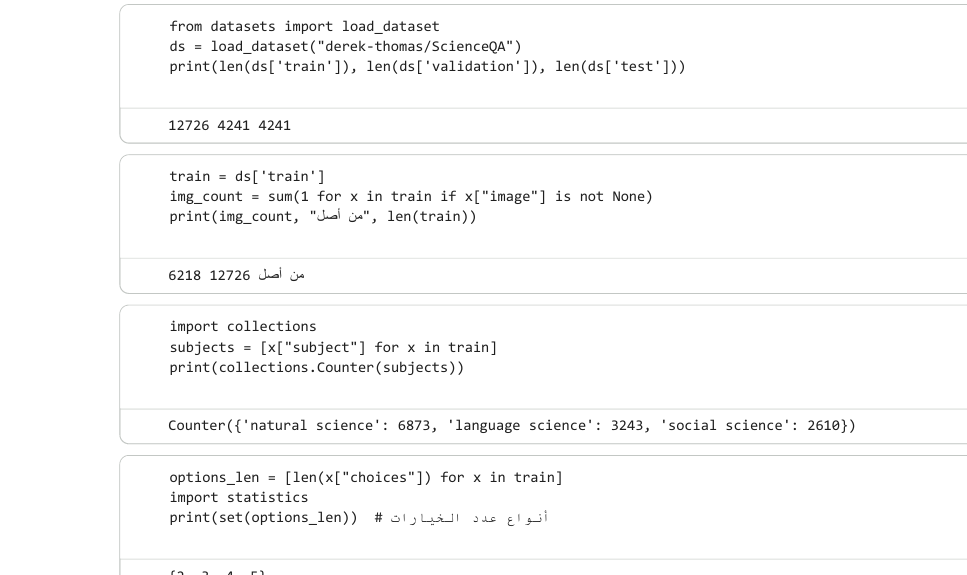 from datasets import load_dataset
ds = load_dataset("derek-thomas/ScienceQA")
print(len(ds['train']), len(ds['validation']), len(ds['test']))
12726 4241 4241
train = ds['train']
img_count = sum(1 for x in train if x["image"] is not None)
print(img_count, "من أصل", len(train))
6218 من أصل 12726
import collections
subjects = [x["subject"] for x in train]
print(collections.Counter(subjects))
Counter({'natural science': 6873, 'language science': 3243, 'social science': 2610})
options_len = [len(x["choices"]) for x in train]
import statistics
print(set(options_len))  # أنواع عدد الخيارات
{2, 3, 4, 5}